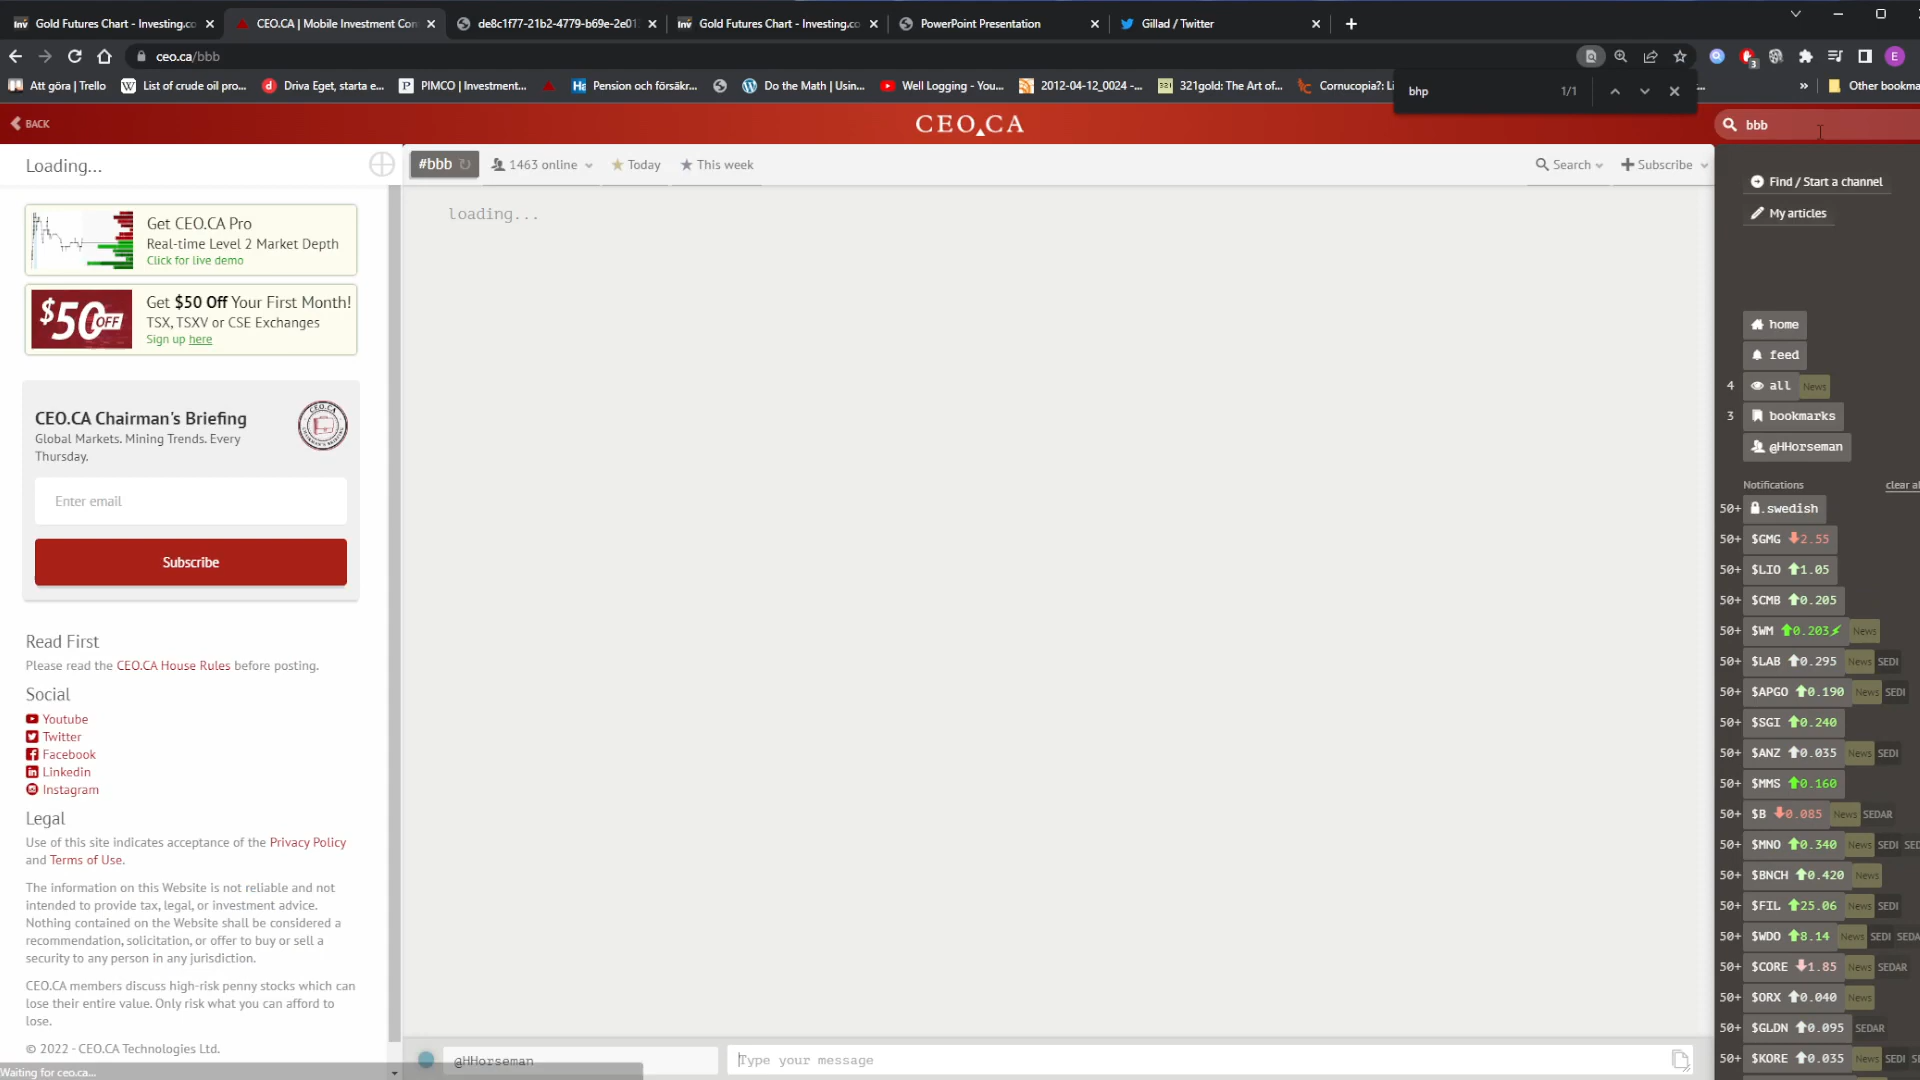 Gold Futures Chart - Investing.co
CEO.CA | Mobile Investment Con
de8c1f77-21b2-4779-b69e-2e01
Gold Futures Chart - Investing.co
PowerPoint Presentation
Gillad / Twitter
ceo.ca/bbb
3
E
Att göra | Trello
List of crude oil pro...
Driva Eget, starta e...
PIMCO | Investment...
Pension och försäkr...
Do the Math | Usin...
Well Logging - You...
2012-04-12_0024 -...
321gold: The Art of...
Cornucopia?: Li
»
Other bookma
bhp
1/1
BACK
CEO.CA
bbb
Loading...
#bbb
1463 online
Today
This week
Search
Subscribe
loading...
Get CEO.CA Pro
Real-time Level 2 Market Depth
Click for live demo
$50 OFF
Get $50 Off Your First Month!
TSX, TSXV or CSE Exchanges
Sign up here
CEO.CA Chairman's Briefing
Global Markets. Mining Trends. Every
Thursday.
Enter email
Subscribe
Read First
Please read the CEO.CA House Rules before posting.
Social
Youtube
Twitter
Facebook
Linkedin
Instagram
Legal
Use of this site indicates acceptance of the Privacy Policy
and Terms of Use.
The information on this Website is not reliable and not
intended to provide tax, legal, or investment advice.
Nothing contained on the Website shall be considered a
recommendation, solicitation, or offer to buy or sell a
security to any person in any jurisdiction.
CEO.CA members discuss high-risk penny stocks which can
lose their entire value. Only risk what you can afford to
lose.
© 2022 - CEO.CA Technologies Ltd.
Waiting for ceo.ca...
@HHorseman
Type your message
Find / Start a channel
My articles
home
feed
4 all News
3 bookmarks
@HHorseman
Notifications
clear al
50+ .swedish
50+ $GMG 2.55
50+ $LIO 1.05
50+ $CMB 0.205
50+ $WM 0.203 News
50+ $LAB 0.295 News SEDI
50+ $APGO 0.190 News SEDI
50+ $SGI 0.240
50+ $ANZ 0.035 News SEDI
50+ $MMS 0.160
50+ $B 0.085 News SEDAR
50+ $MNO 0.340 News SEDI SED
50+ $BNCH 0.420 News
50+ $FIL 25.06 News SEDI
50+ $WDO 8.14 News SEDI SEDA
50+ $CORE 1.85 News SEDAR
50+ $ORX 0.040 News
50+ $GLDN 0.095 SEDAR
50+ $KORE 0.035 News SEDI S